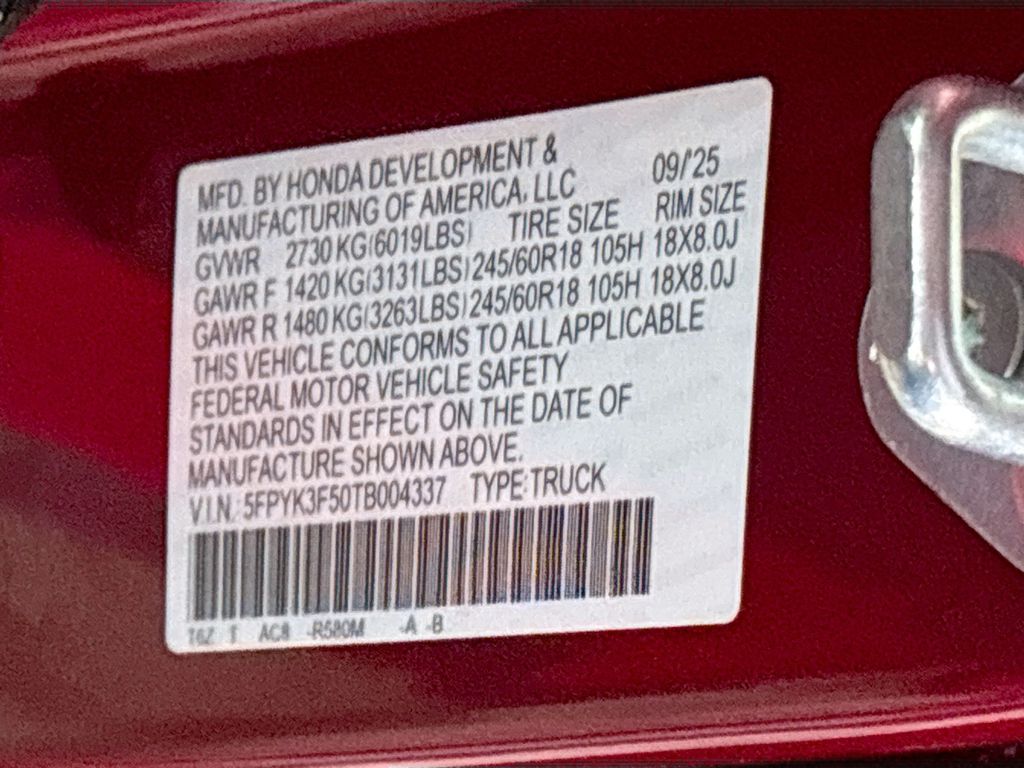 MFD. BY HONDA DEVELOPMENT &
MANUFACTURING OF AMERICA, LLC 09/'25
GVWR 2730 KG(6019LBS) TIRE SIZE RIM SIZE
GAWR F 1420 KG(3131LBS) 245/60R18 105H 18X8.0J
GAWR R 1480 KG(3263LBS) 245/60R18 105H 18X8.0J
THIS VEHICLE CONFORMS TO ALL APPLICABLE
FEDERAL MOTOR VEHICLE SAFETY
STANDARDS IN EFFECT ON THE DATE OF
MANUFACTURE SHOWN ABOVE.
V.I.N. 5FPYK3F50TB004337 TYPE:TRUCK
T6Z 1 AC8 -R580M -A -B